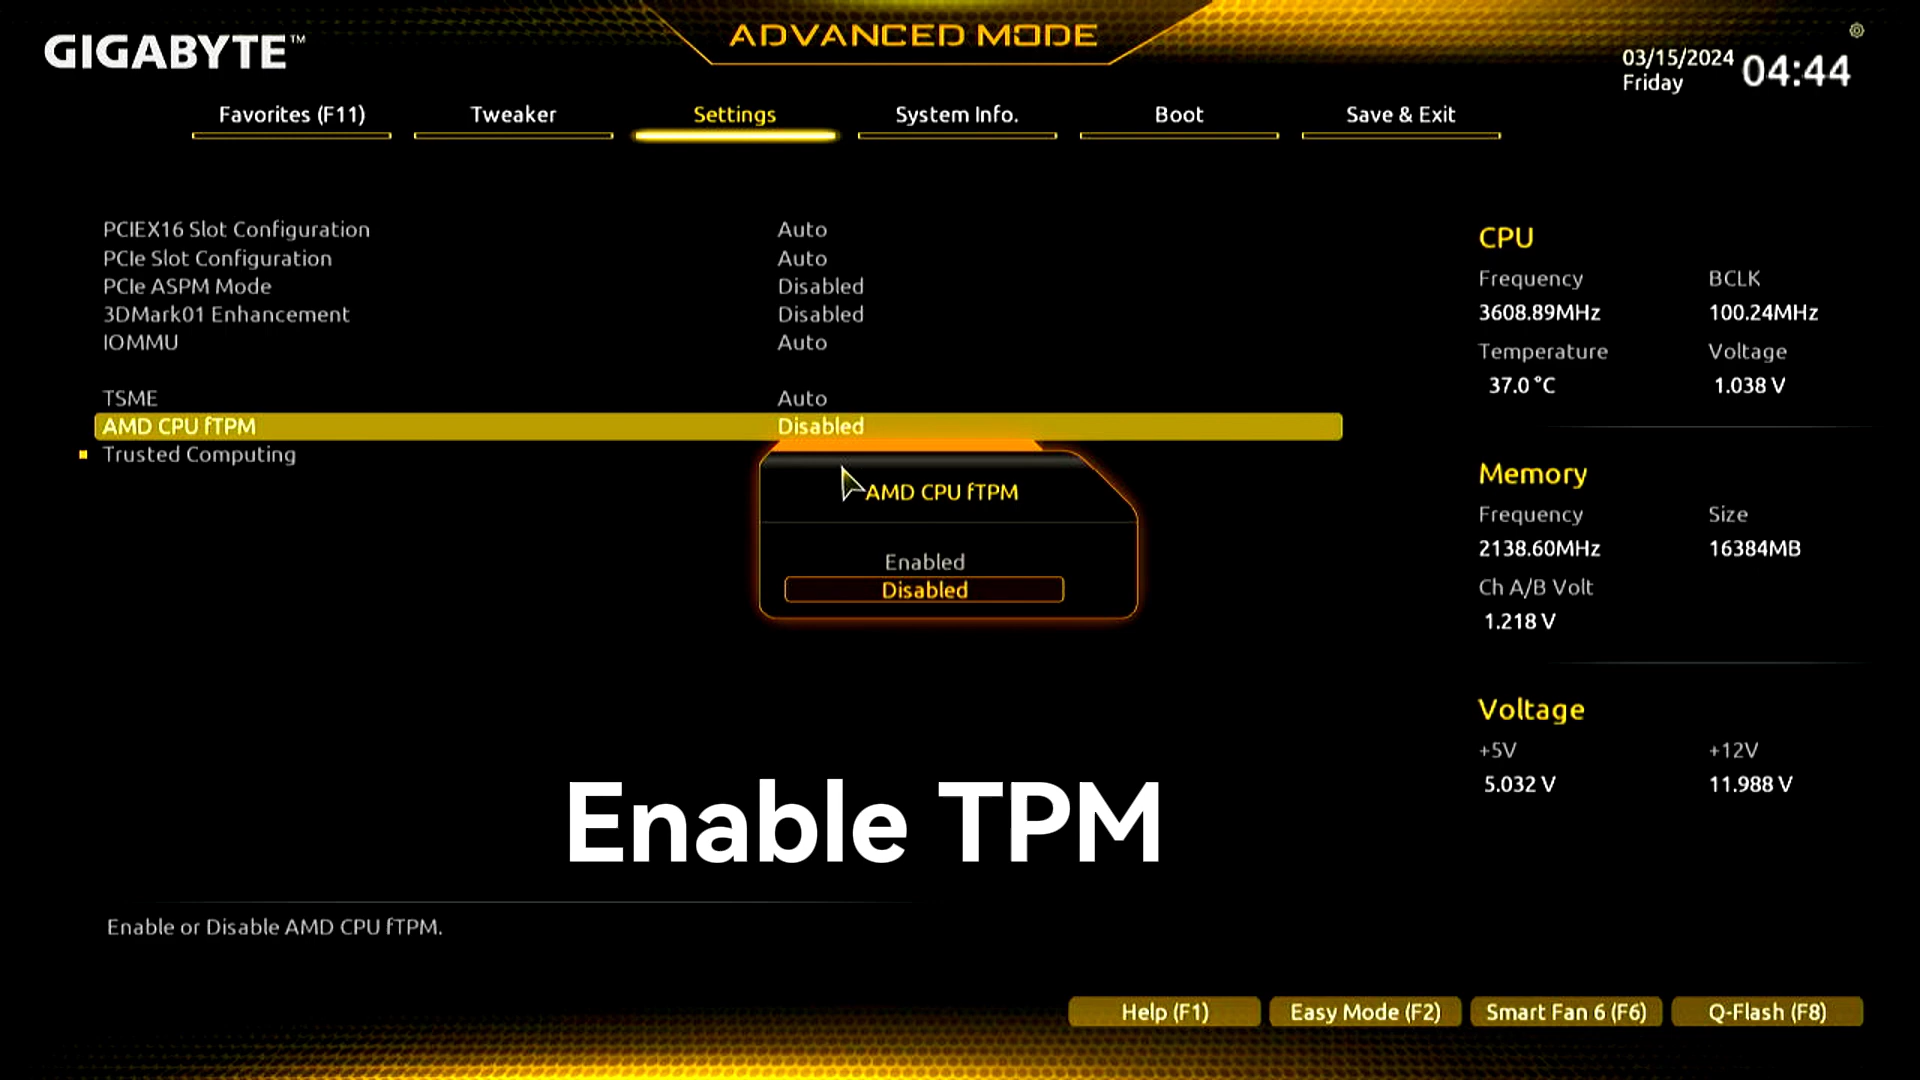 GIGABYTE™
ADVANCED MODE
03/15/2024
Friday
04:44
Favorites (F11) Tweaker Settings System Info. Boot Save & Exit
PCIEX16 Slot Configuration Auto
PCIe Slot Configuration Auto
PCIe ASPM Mode Disabled
3DMark01 Enhancement Disabled
IOMMU Auto
TSME Auto
AMD CPU fTPM Disabled
Trusted Computing
AMD CPU fTPM
Enabled
Disabled
CPU
Frequency BCLK
3608.89MHz 100.24MHz
Temperature Voltage
37.0 °C 1.038 V
Memory
Frequency Size
2138.60MHz 16384MB
Ch A/B Volt
1.218 V
Voltage
+5V +12V
5.032 V 11.988 V
Enable TPM
Enable or Disable AMD CPU fTPM.
Help (F1) Easy Mode (F2) Smart Fan 6 (F6) Q-Flash (F8)